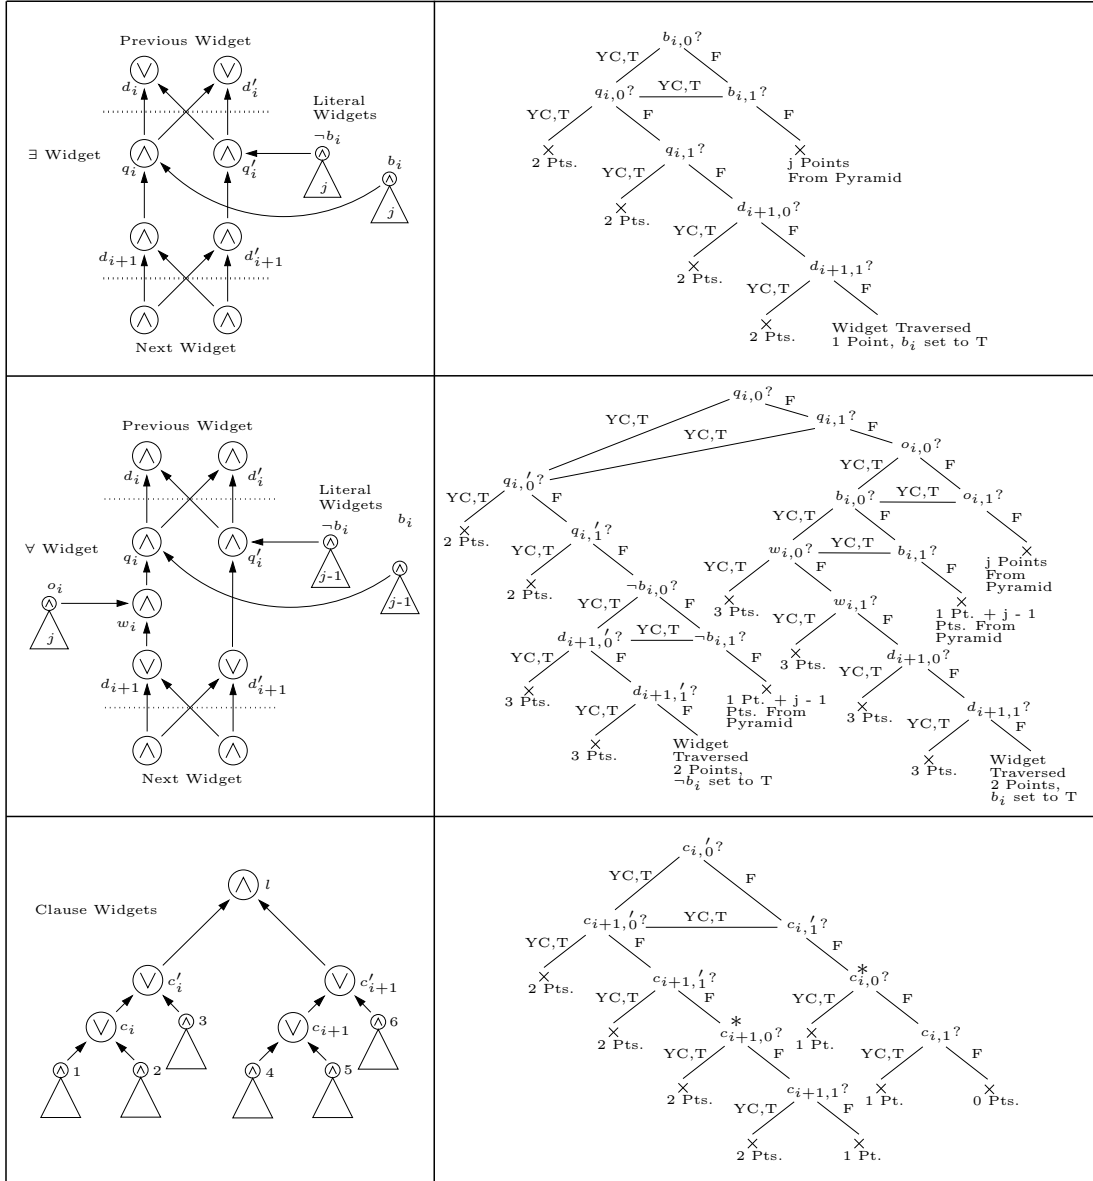 Previous Widget
∨ ∨
d_i d′_i
Literal
Widgets
∃ Widget
∧ ∧
q_i q′_i
¬b_i
∧
j
b_i
∧
j
∧ ∧
d_{i+1} d′_{i+1}
∧ ∧
Next Widget
b_{i,0}?
YC,T F
q_{i,0}? YC,T b_{i,1}?
YC,T F F
× 2 Pts.
q_{i,1}?
× j Points
From Pyramid
YC,T F
× 2 Pts.
d_{i+1,0}?
YC,T F
× 2 Pts.
d_{i+1,1}?
YC,T F
× 2 Pts.
Widget Traversed
1 Point, b_i set to T
Previous Widget
∧ ∧
d_i d′_i
Literal
Widgets
∀ Widget
∧ ∧
q_i q′_i
¬b_i
∧
j-1
b_i
∧
j-1
o_i
∧
j
∧
w_i
∨ ∨
d_{i+1} d′_{i+1}
∧ ∧
Next Widget
q_{i,0}?
YC,T F
q_{i,1}?
YC,T F
q_{i,0}′? o_{i,0}?
YC,T F YC,T F
× 2 Pts.
q_{i,1}′?
b_{i,0}? YC,T o_{i,1}?
YC,T F YC,T F F
× 2 Pts.
¬b_{i,0}?
w_{i,0}? YC,T b_{i,1}?
× j Points
From
Pyramid
YC,T F YC,T F F
d_{i+1,0}′? YC,T ¬b_{i,1}?
× 3 Pts.
w_{i,1}?
× 1 Pt. + j - 1
Pts. From
Pyramid
YC,T F F YC,T F
× 3 Pts.
d_{i+1,1}′?
× 1 Pt. + j - 1
Pts. From
Pyramid
× 3 Pts.
d_{i+1,0}?
YC,T F YC,T F
× 3 Pts.
Widget
Traversed
2 Points,
¬b_i set to T
× 3 Pts.
d_{i+1,1}?
YC,T F
× 3 Pts.
Widget
Traversed
2 Points,
b_i set to T
Clause Widgets
∧ l
∨ c′_i ∨ c′_{i+1}
∨ c_i ∧ 3 ∨ c_{i+1} ∧ 6
∧ 1 ∧ 2 ∧ 4 ∧ 5
c_{i,0}′?
YC,T F
c_{i+1,0}′? YC,T c_{i,1}′?
YC,T F F
× 2 Pts.
c_{i+1,1}′?
*
c_{i,0}?
YC,T F YC,T F
× 2 Pts.
*
c_{i+1,0}?
× 1 Pt.
c_{i,1}?
YC,T F YC,T F
× 2 Pts.
c_{i+1,1}?
× 1 Pt.
× 0 Pts.
YC,T F
× 2 Pts.
× 1 Pt.